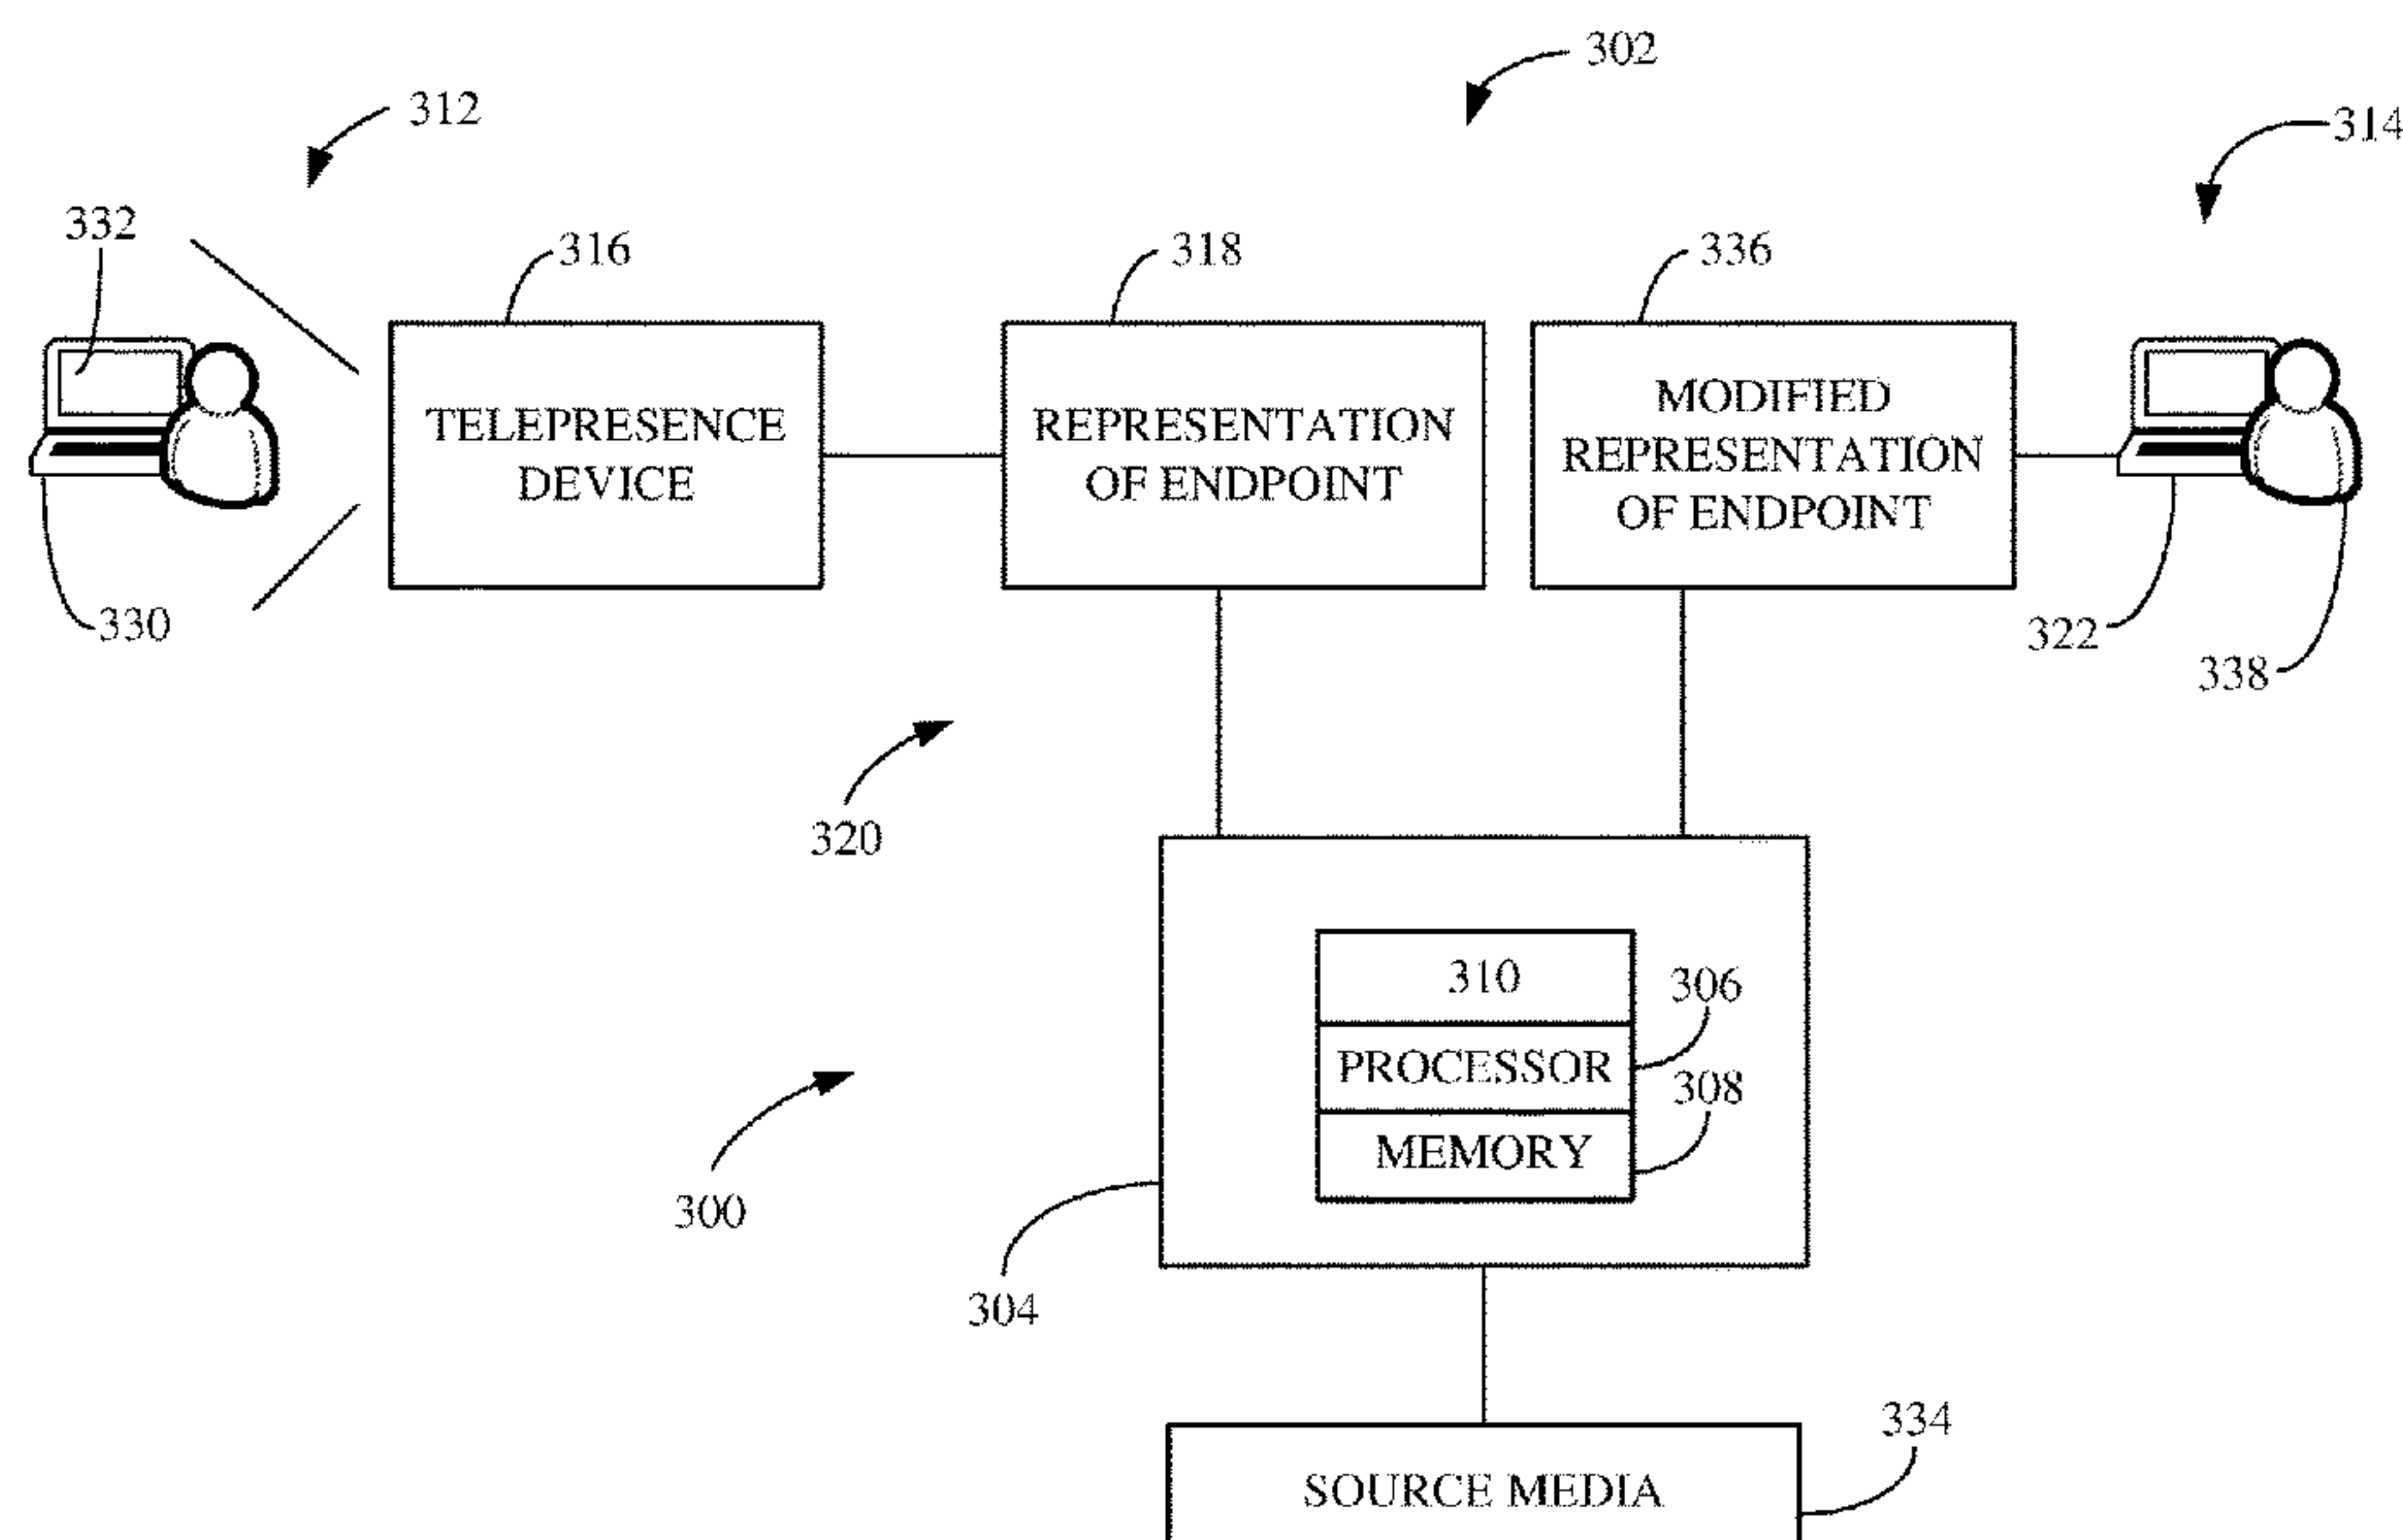 302
312
314
332
316
318
336
TELEPRESENCE
DEVICE
REPRESENTATION
OF ENDPOINT
MODIFIED
REPRESENTATION
OF ENDPOINT
330
322
338
320
310
306
PROCESSOR
308
MEMORY
300
304
334
SOURCE MEDIA